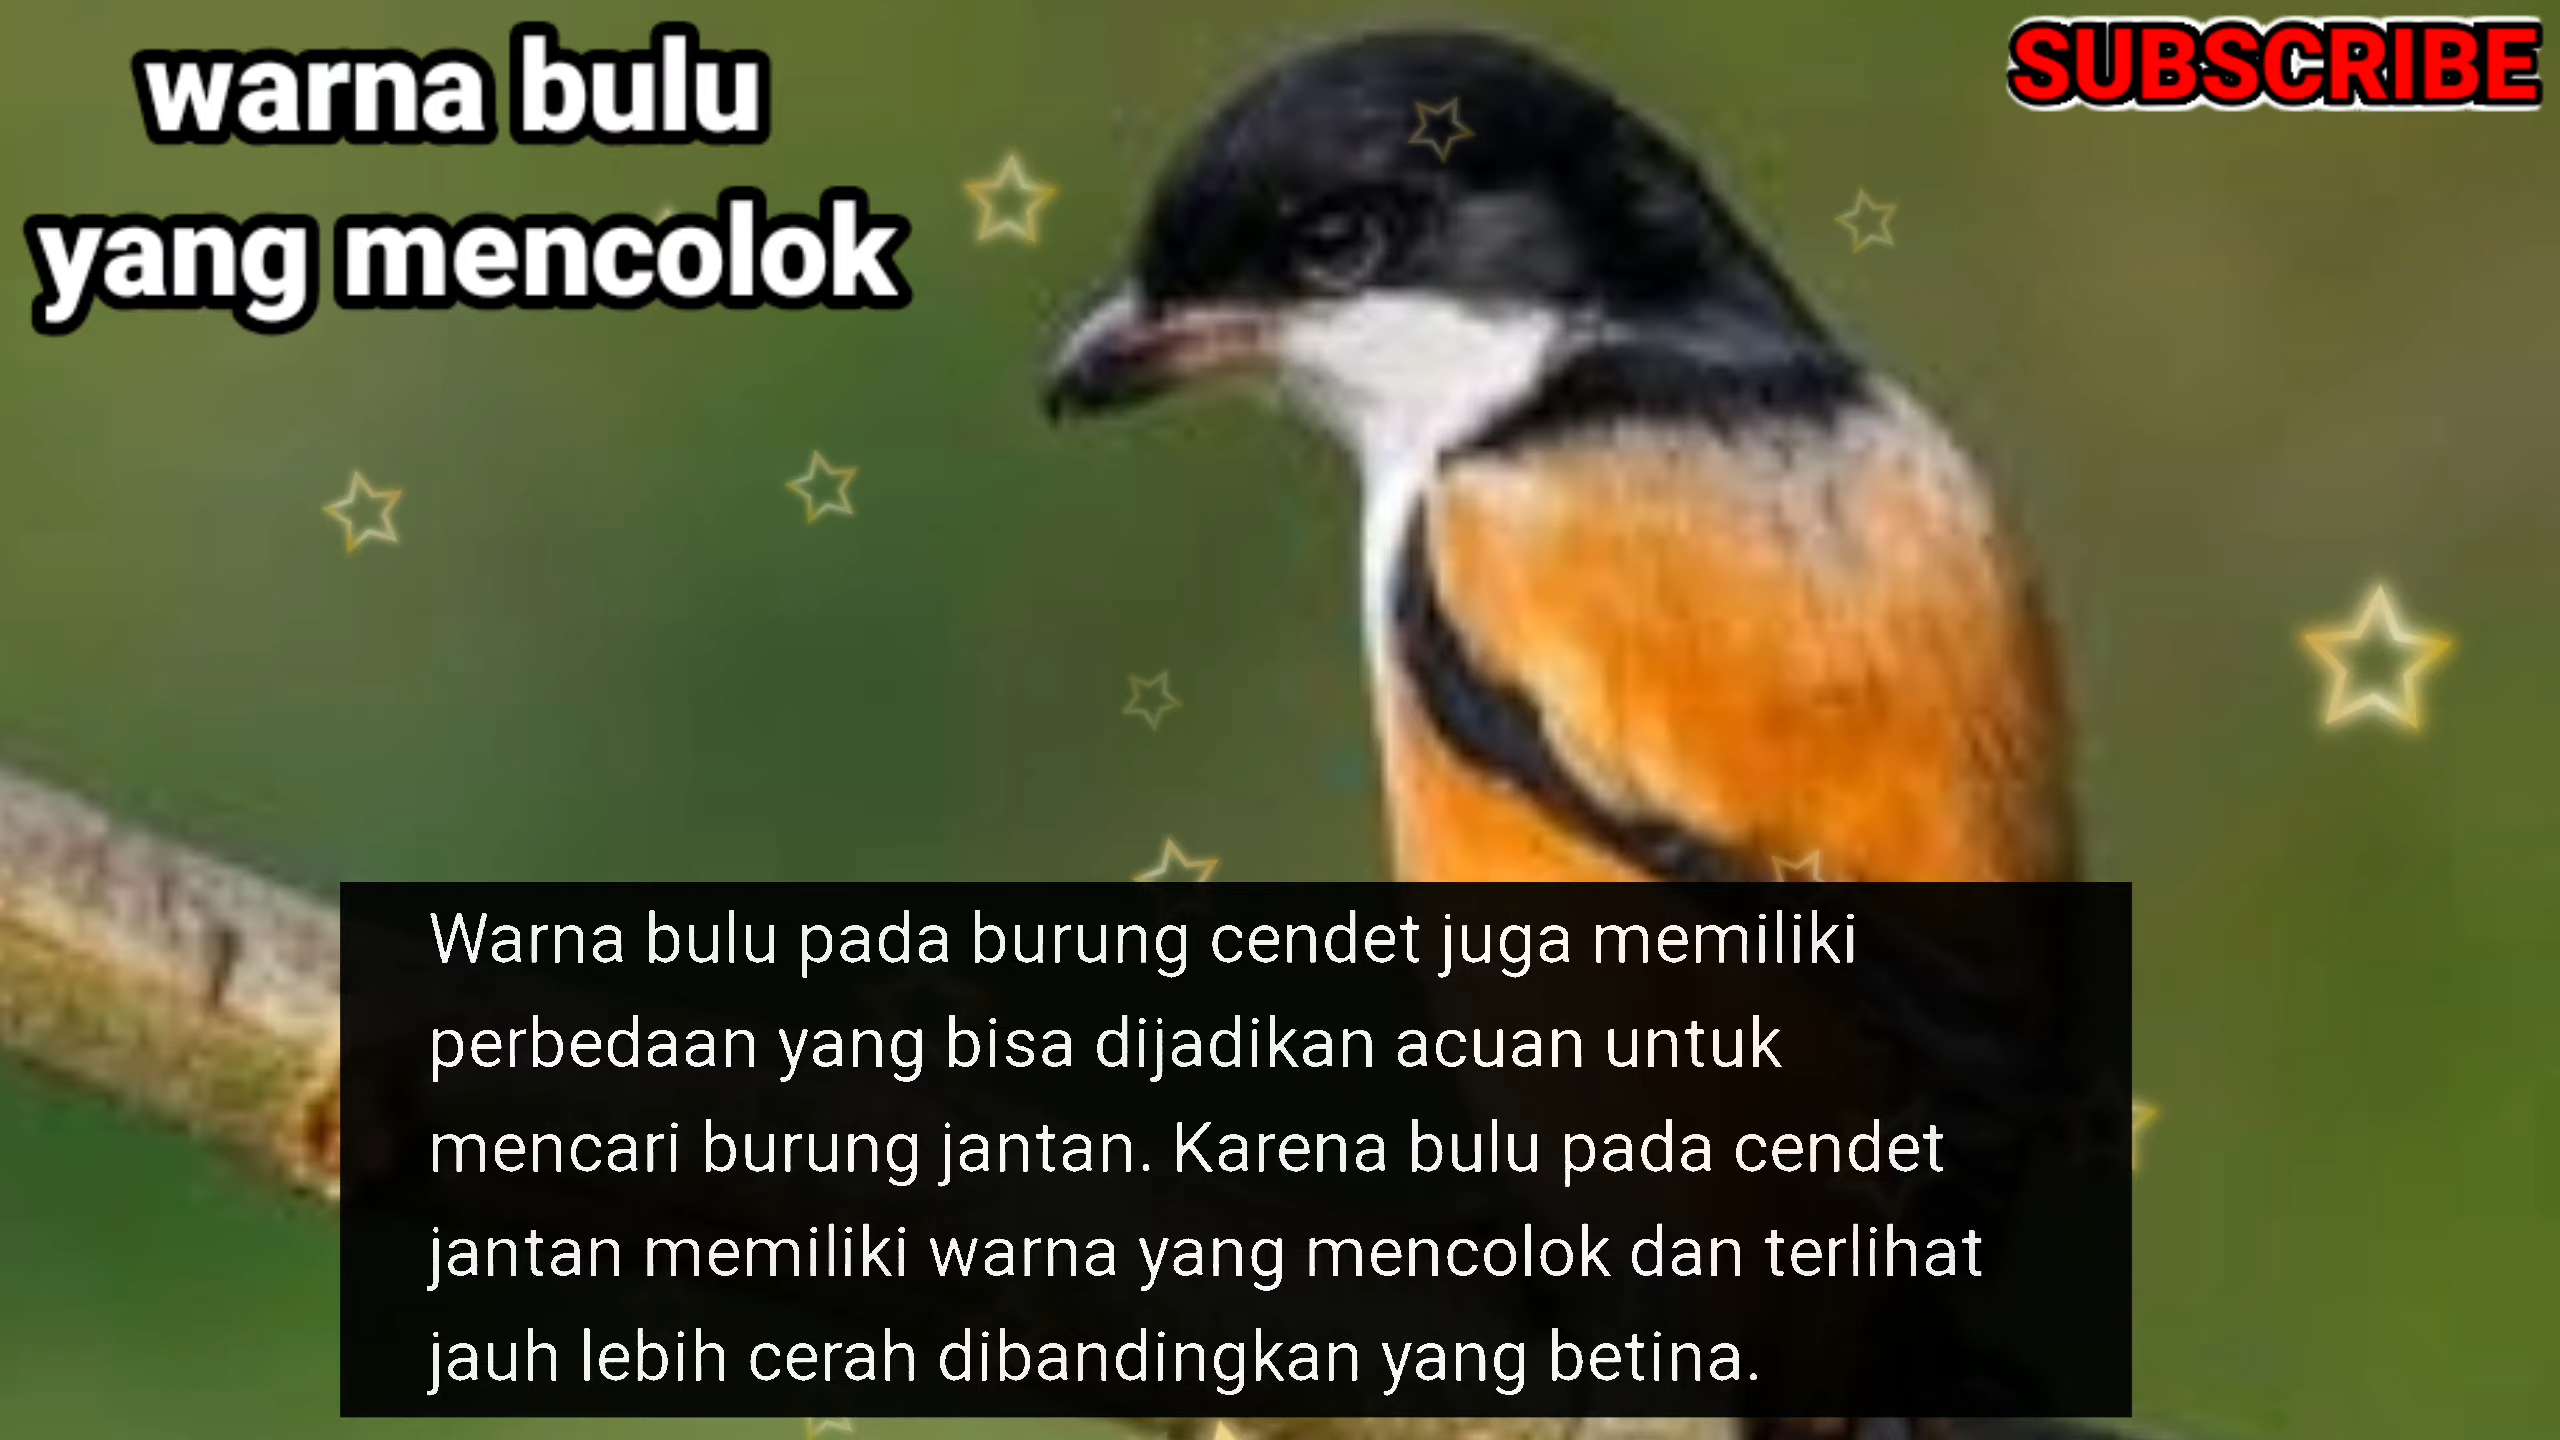 warna bulu
yang mencolok
SUBSCRIBE
Warna bulu pada burung cendet juga memiliki
perbedaan yang bisa dijadikan acuan untuk
mencari burung jantan. Karena bulu pada cendet
jantan memiliki warna yang mencolok dan terlihat
jauh lebih cerah dibandingkan yang betina.